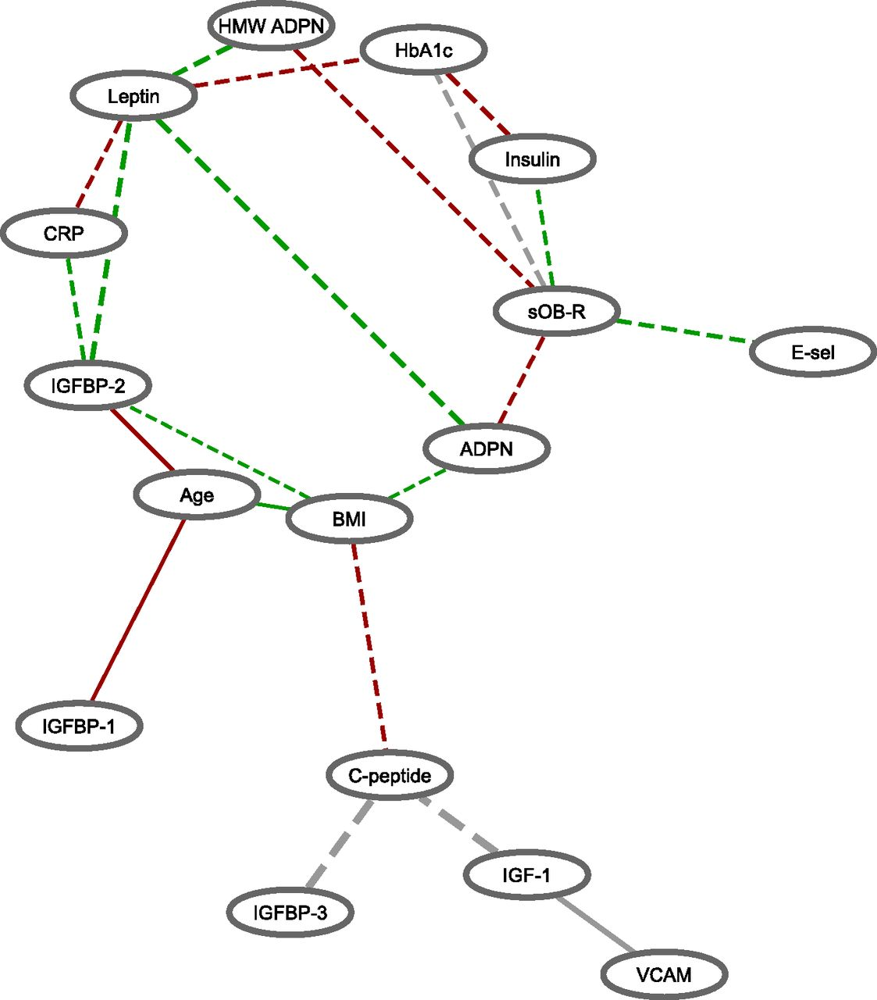 HMW ADPN
HbA1c
Leptin
Insulin
CRP
sOB-R
E-sel
IGFBP-2
ADPN
Age
BMI
IGFBP-1
C-peptide
IGF-1
IGFBP-3
VCAM